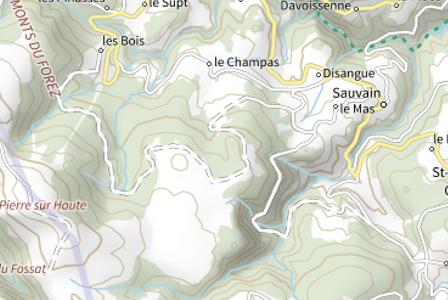 le Supt
Davoissenne
les Bois
MONTS DU FOREZ
le Champas
Disangue
Sauvain
le Mas
St-
Pierre sur Haute
du Fossat